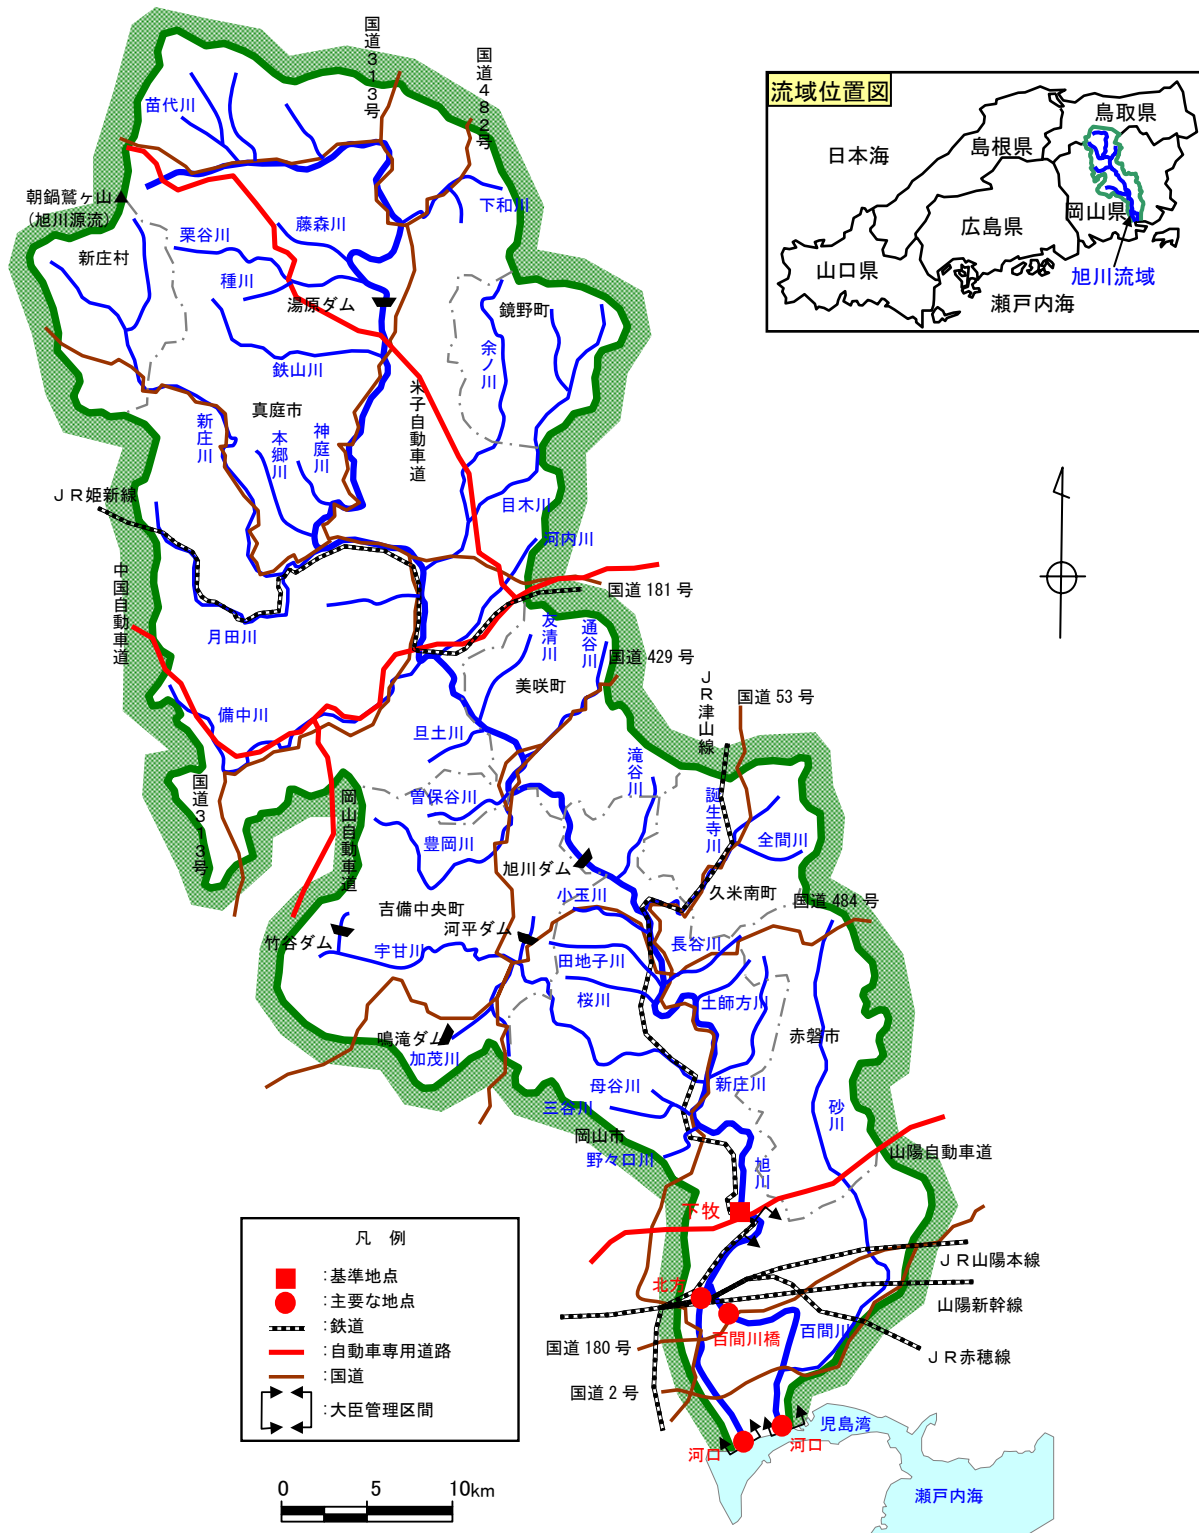 国道313号
国道482号
苗代川
朝鍋鷲ヶ山
(旭川源流)
下和川
藤森川
栗谷川
新庄村
種川
湯原ダム
鏡野町
余ノ川
鉄山川
米子自動車道
真庭市
新庄川
本郷川
神庭川
JR姫新線
目木川
河内川
中国自動車道
国道181号
友清川
通谷川
月田川
国道429号
美咲町
JR津山線
国道53号
備中川
旦土川
滝谷川
国道313号
岡山自動車道
曽保谷川
誕生寺川
豊岡川
全間川
旭川ダム
小玉川
久米南町
国道484号
吉備中央町
河平ダム
竹谷ダム
宇甘川
長谷川
田地子川
桜川
土師方川
鳴滝ダム
赤磐市
加茂川
母谷川
新庄川
三谷川
砂川
岡山市
野々口川
旭川
山陽自動車道
下牧
JR山陽本線
北方
山陽新幹線
百間川橋
百間川
国道180号
JR赤穂線
国道2号
児島湾
河口
河口
瀬戸内海
流域位置図
鳥取県
日本海
島根県
岡山県
広島県
山口県
旭川流域
瀬戸内海
凡 例
:基準地点
:主要な地点
:鉄道
:自動車専用道路
:国道
:大臣管理区間
0 5 10km